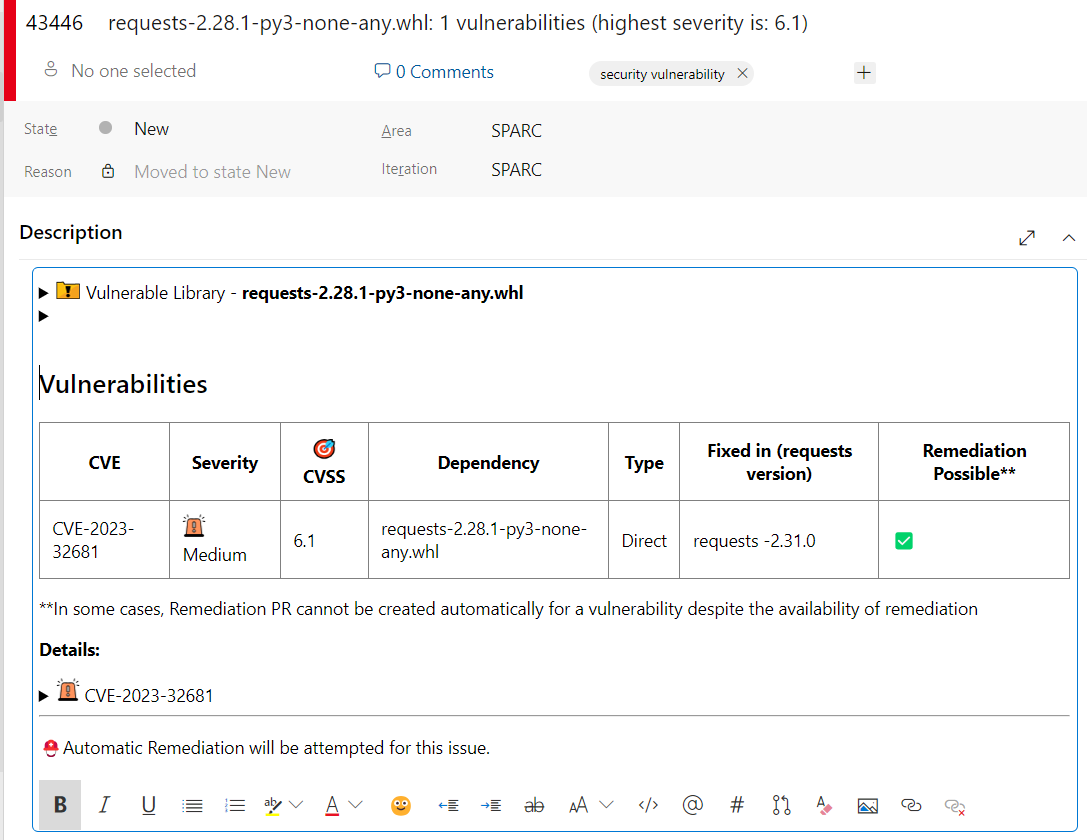 43446 requests-2.28.1-py3-none-any.whl: 1 vulnerabilities (highest severity is: 6.1)
No one selected
0 Comments
security vulnerability
State
New
Area
SPARC
Reason
Moved to state New
Iteration
SPARC
Description
Vulnerable Library - requests-2.28.1-py3-none-any.whl
Vulnerabilities
CVE
Severity
CVSS
Dependency
Type
Fixed in (requests
version)
Remediation
Possible**
CVE-2023-
32681
Medium
6.1
requests-2.28.1-py3-none-
any.whl
Direct
requests -2.31.0
**In some cases, Remediation PR cannot be created automatically for a vulnerability despite the availability of remediation
Details:
CVE-2023-32681
Automatic Remediation will be attempted for this issue.
B I U ab A ab AA </> @ # A